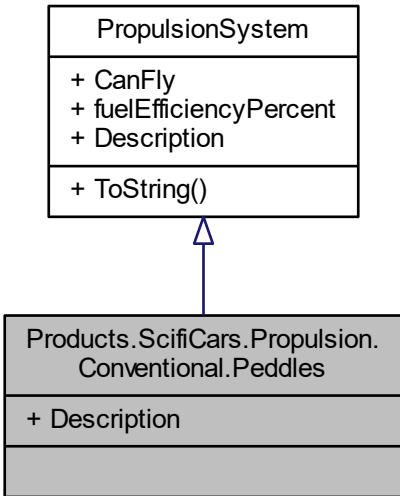 PropulsionSystem
+ CanFly
+ fuelEfficiencyPercent
+ Description
+ ToString()
Products.ScifiCars.Propulsion.
Conventional.Peddles
+ Description